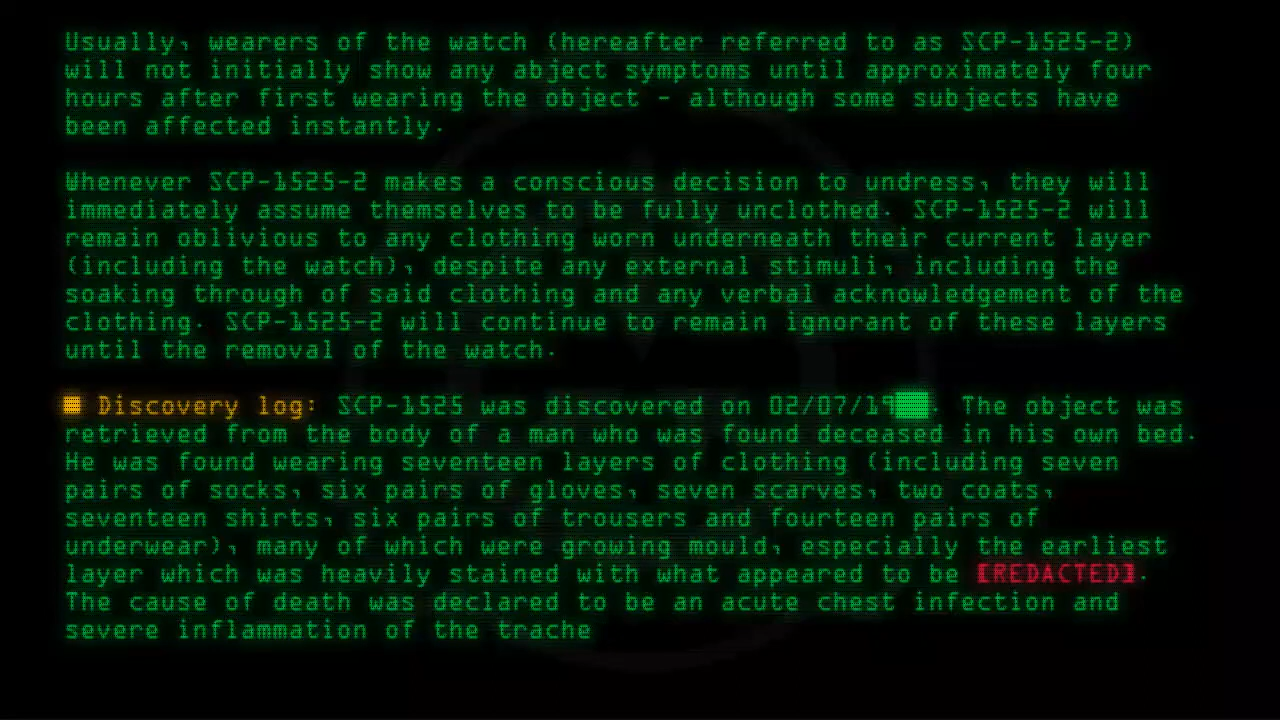 Usually, wearers of the watch (hereafter referred to as SCP-1525-2)
will not initially show any abject symptoms until approximately four
hours after first wearing the object - although some subjects have
been affected instantly.
Whenever SCP-1525-2 makes a conscious decision to undress, they will
immediately assume themselves to be fully unclothed. SCP-1525-2 will
remain oblivious to any clothing worn underneath their current layer
(including the watch), despite any external stimuli, including the
soaking through of said clothing and any verbal acknowledgement of the
clothing. SCP-1525-2 will continue to remain ignorant of these layers
until the removal of the watch.
■ Discovery log: SCP-1525 was discovered on 02/07/19██. The object was
retrieved from the body of a man who was found deceased in his own bed.
He was found wearing seventeen layers of clothing (including seven
pairs of socks, six pairs of gloves, seven scarves, two coats,
seventeen shirts, six pairs of trousers and fourteen pairs of
underwear), many of which were growing mould, especially the earliest
layer which was heavily stained with what appeared to be [REDACTED].
The cause of death was declared to be an acute chest infection and
severe inflammation of the trache